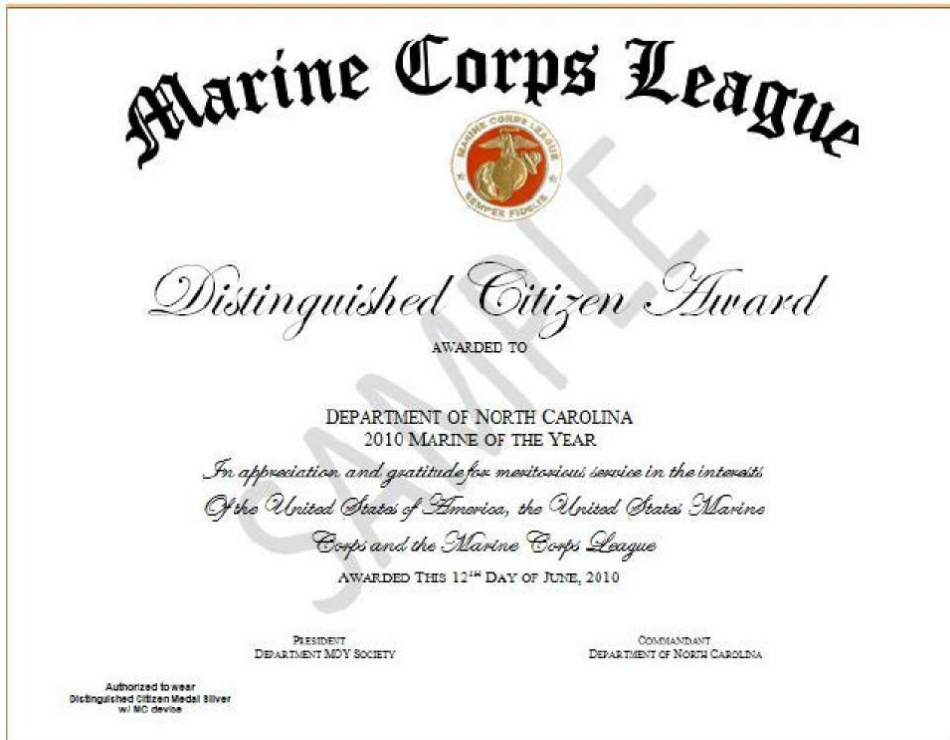 Marine Corps League
MARINE CORPS LEAGUE
SEMPER FIDELIS
Distinguished Citizen Award
AWARDED TO
SAMPLE
DEPARTMENT OF NORTH CAROLINA
2010 MARINE OF THE YEAR
In appreciation and gratitude for meritorious service in the interests
Of the United States of America, the United States Marine
Corps and the Marine Corps League
AWARDED THIS 12TH DAY OF JUNE, 2010
PRESIDENT
DEPARTMENT MOY SOCIETY
COMMANDANT
DEPARTMENT OF NORTH CAROLINA
Authorized to wear
Distinguished Citizen Medal Silver
w/ NC device